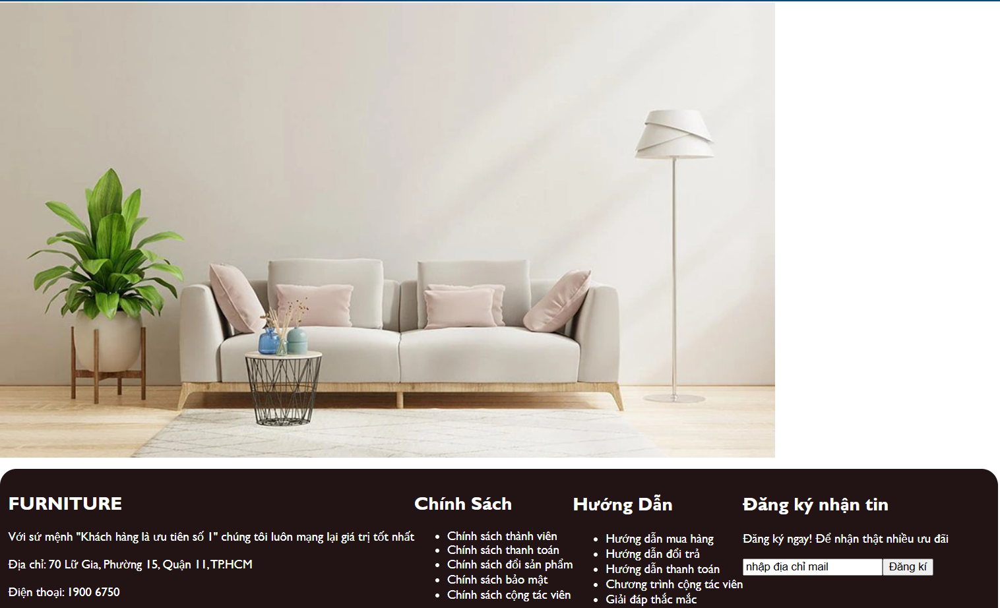 FURNITURE
Với sứ mệnh "Khách hàng là ưu tiên số 1" chúng tôi luôn mạng lại giá trị tốt nhất
Địa chỉ: 70 Lữ Gia, Phường 15, Quận 11,TP.HCM
Điện thoại: 1900 6750
Chính Sách
Chính sách thành viên
Chính sách thanh toán
Chính sách đổi sản phẩm
Chính sách bảo mật
Chính sách cộng tác viên
Hướng Dẫn
Hướng dẫn mua hàng
Hướng dẫn đổi trả
Hướng dẫn thanh toán
Chương trình cộng tác viên
Giải đáp thắc mắc
Đăng ký nhận tin
Đăng ký ngay! Để nhận thật nhiều ưu đãi
nhập địa chỉ mail Đăng kí